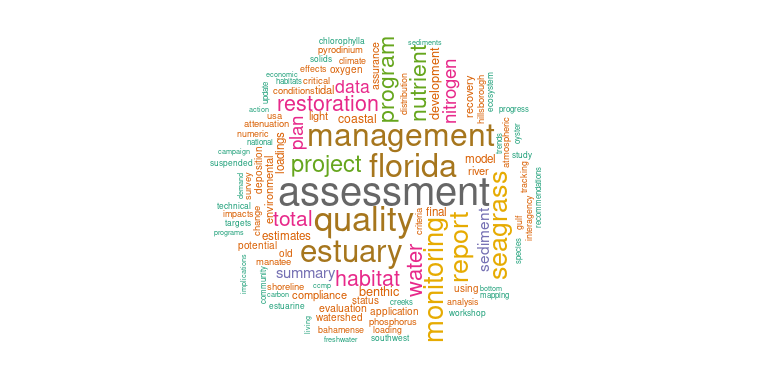 chlorophylla
sediments
pyrodinium
solids
climate
effects
oxygen
economic
habitats
critical
conditions
tidal
data
update
action
restoration
assurance
program
distribution
nutrient
development
nitrogen
recovery
hillsborough
ecosystem
progress
usa
light
coastal
plan
attenuation
numeric
national
loadings
management
trends
atmospheric
oyster
campaign
suspended
deposition
project
florida
model
study
river
tracking
demand
survey
environmental
assessment
seagrass
recommendations
technical
impacts
targets
programs
change
total
quality
criteria
final
report
sediment
gulf
interagency
estimates
potential
old
estuary
monitoring
species
manatee
implications
community
summary
habitat
water
shoreline
carbon
ccmp
compliance
benthic
status
creeks
using
bottom
mapping
analysis
estuarine
evaluation
application
workshop
watershed
phosphorus
living
bahamense
loading
freshwater
southwest